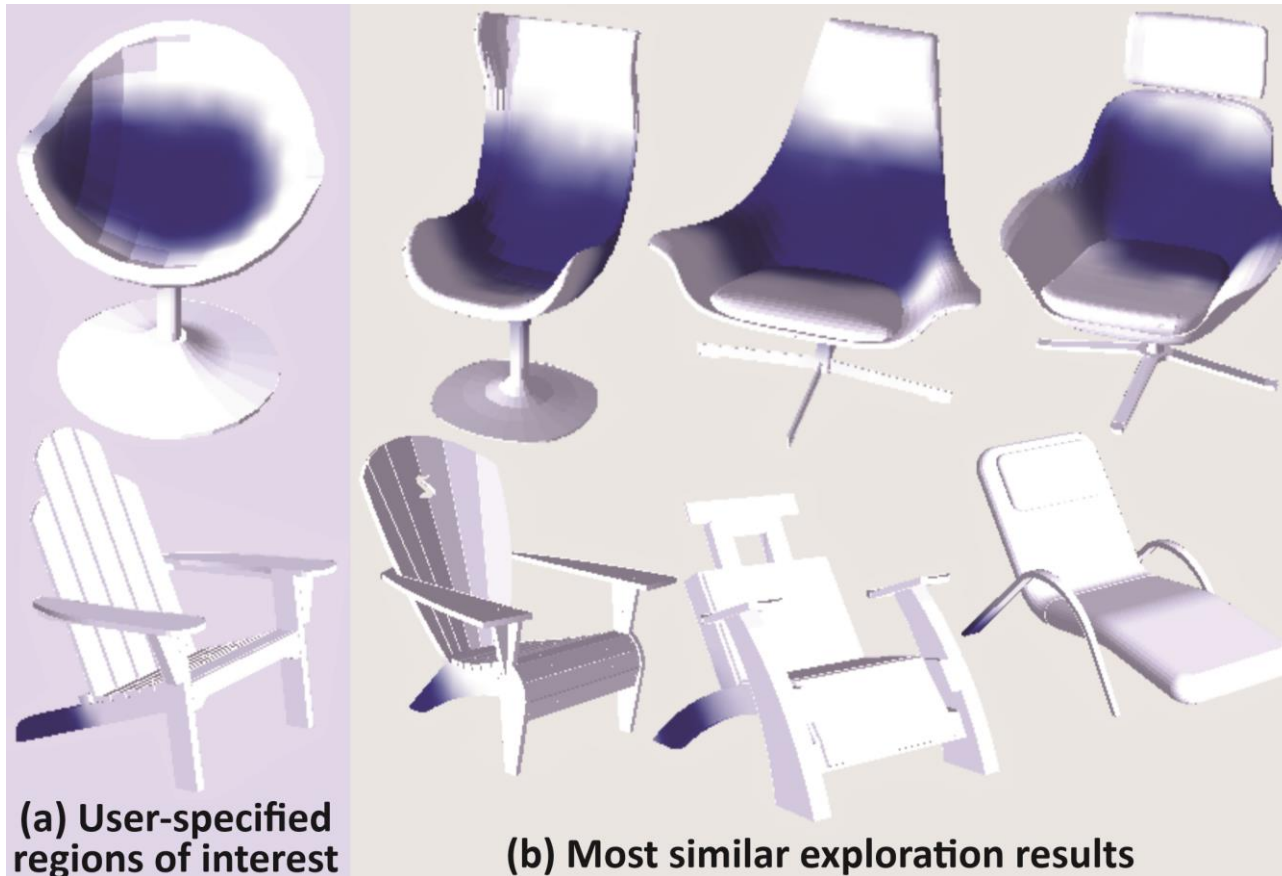 (a) User-specified
regions of interest
(b) Most similar exploration results